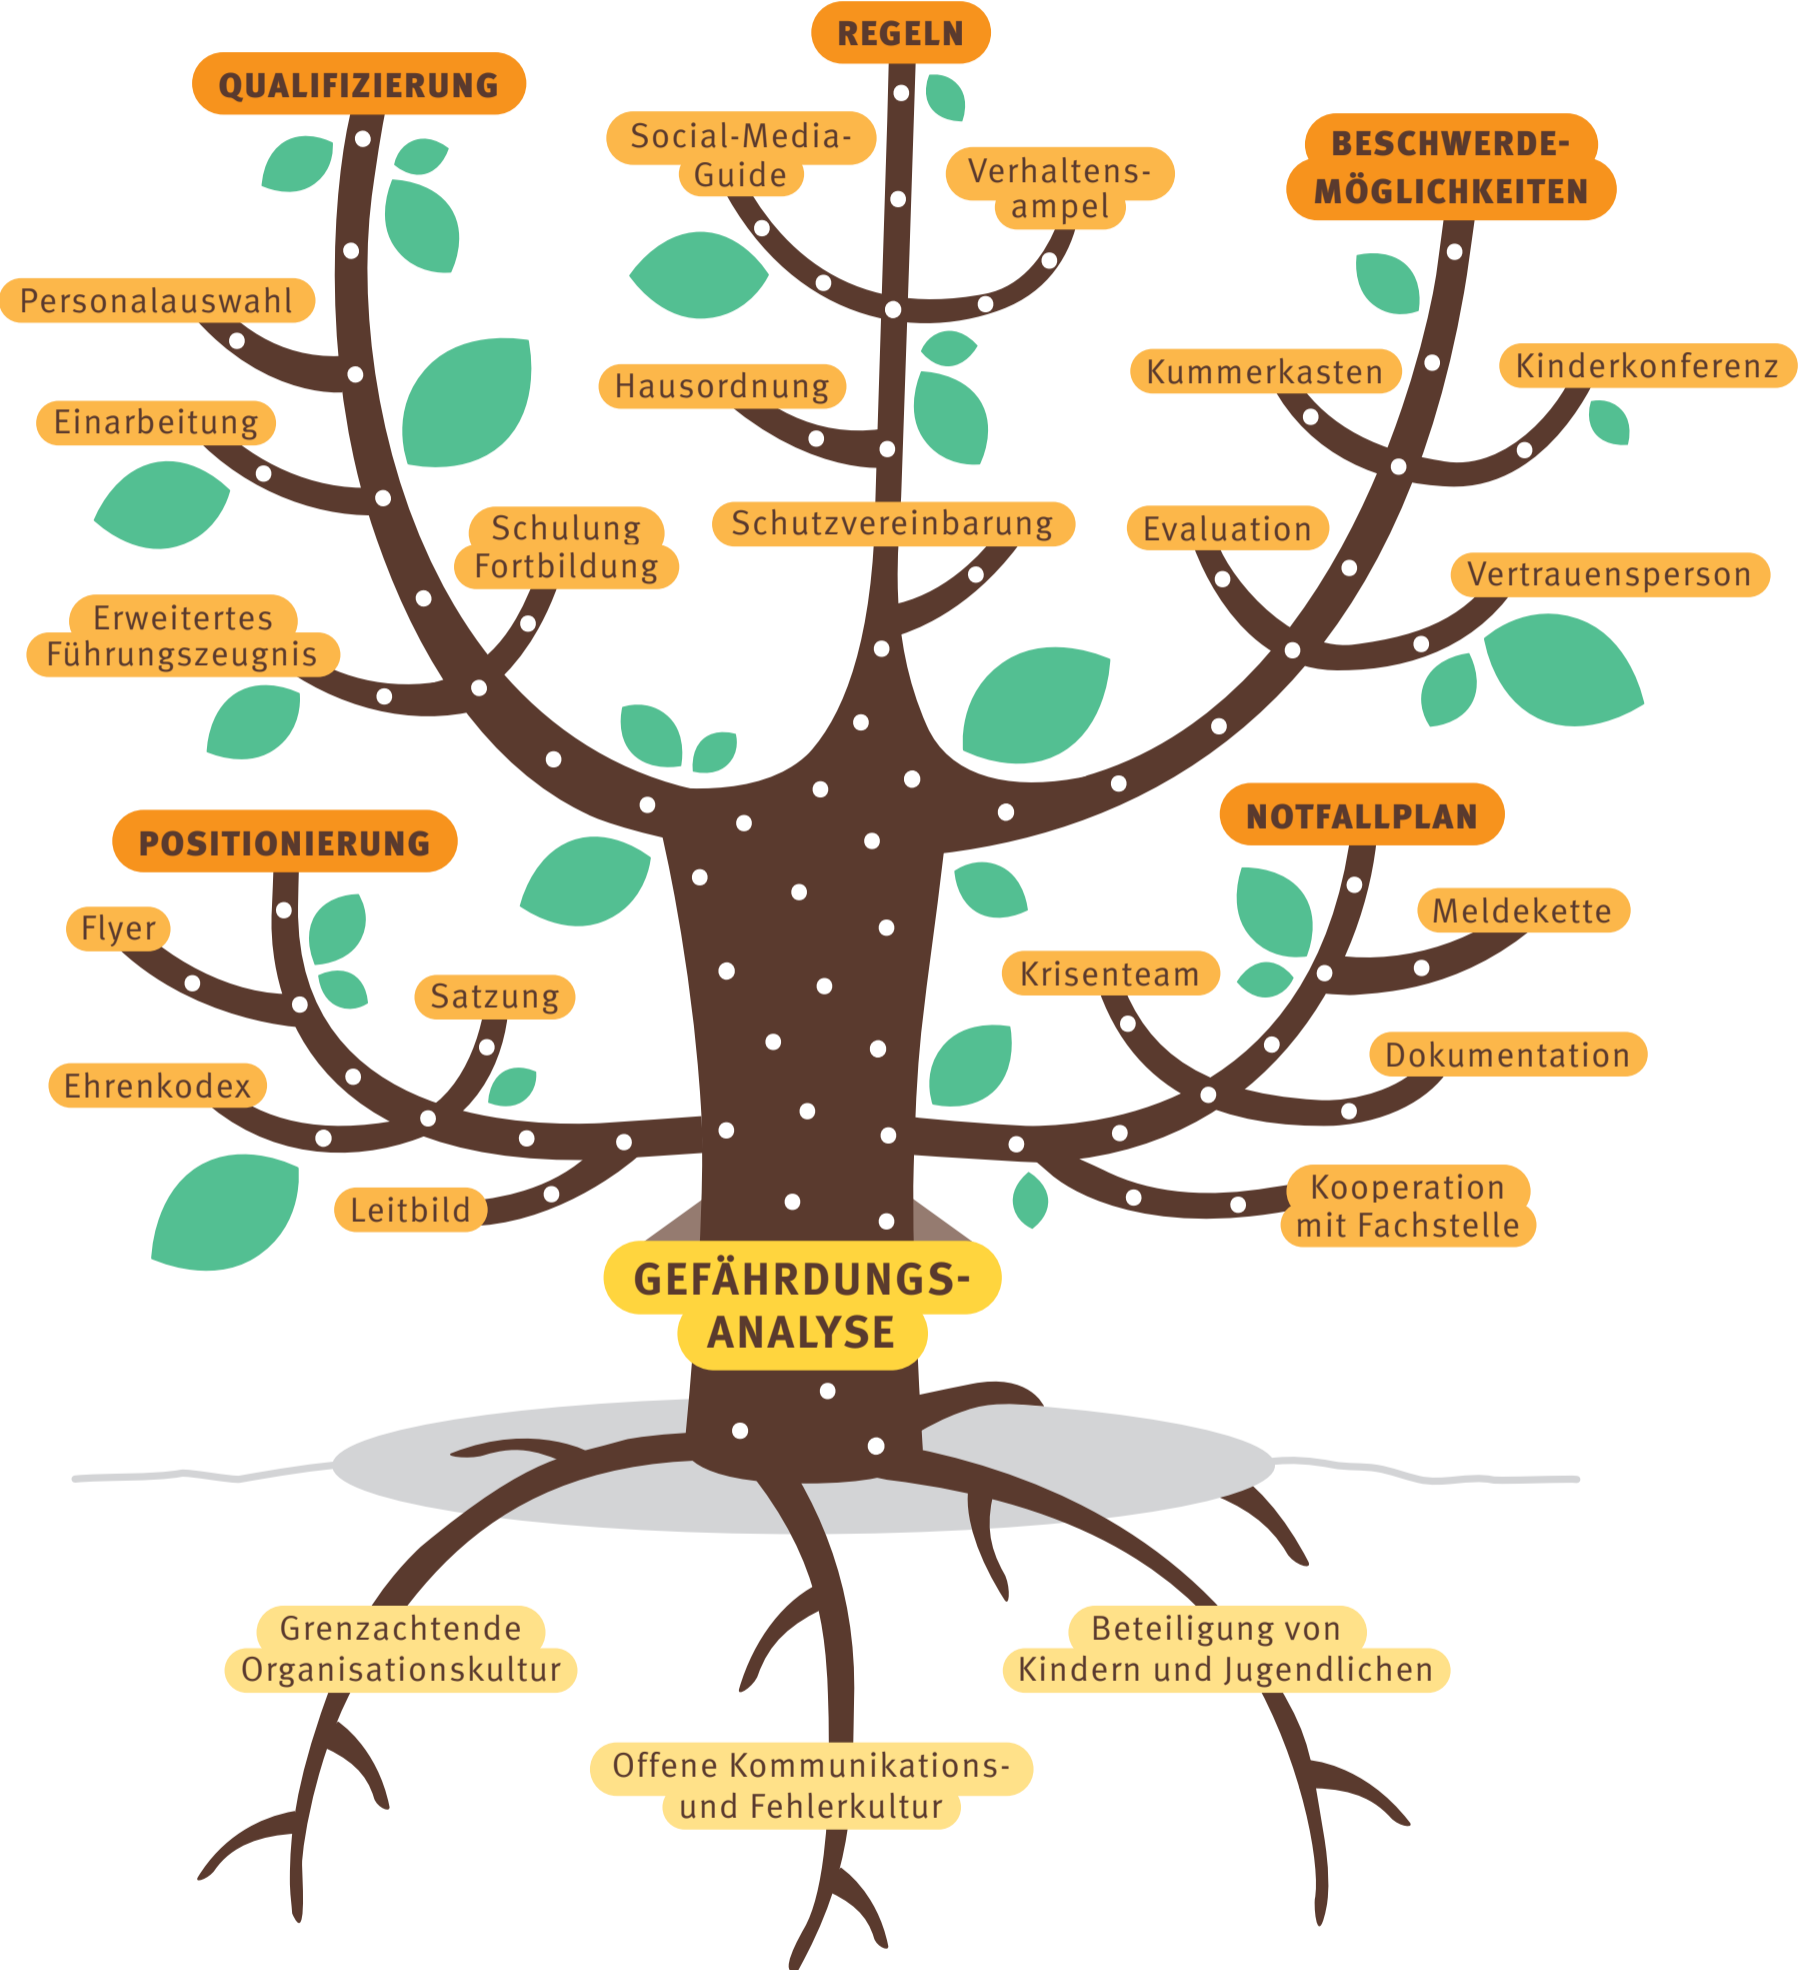 REGELN
QUALIFIZIERUNG
Social-Media-
Guide
Verhaltens-
ampel
BESCHWERDE-
MÖGLICHKEITEN
Personalauswahl
Hausordnung
Kummerkasten
Kinderkonferenz
Einarbeitung
Schulung
Fortbildung
Schutzvereinbarung
Evaluation
Vertrauensperson
Erweitertes
Führungszeugnis
POSITIONIERUNG
NOTFALLPLAN
Flyer
Satzung
Krisenteam
Meldekette
Ehrenkodex
Dokumentation
Leitbild
Kooperation
mit Fachstelle
GEFÄHRDUNGS-
ANALYSE
Grenzachtende
Organisationskultur
Beteiligung von
Kindern und Jugendlichen
Offene Kommunikations-
und Fehlerkultur